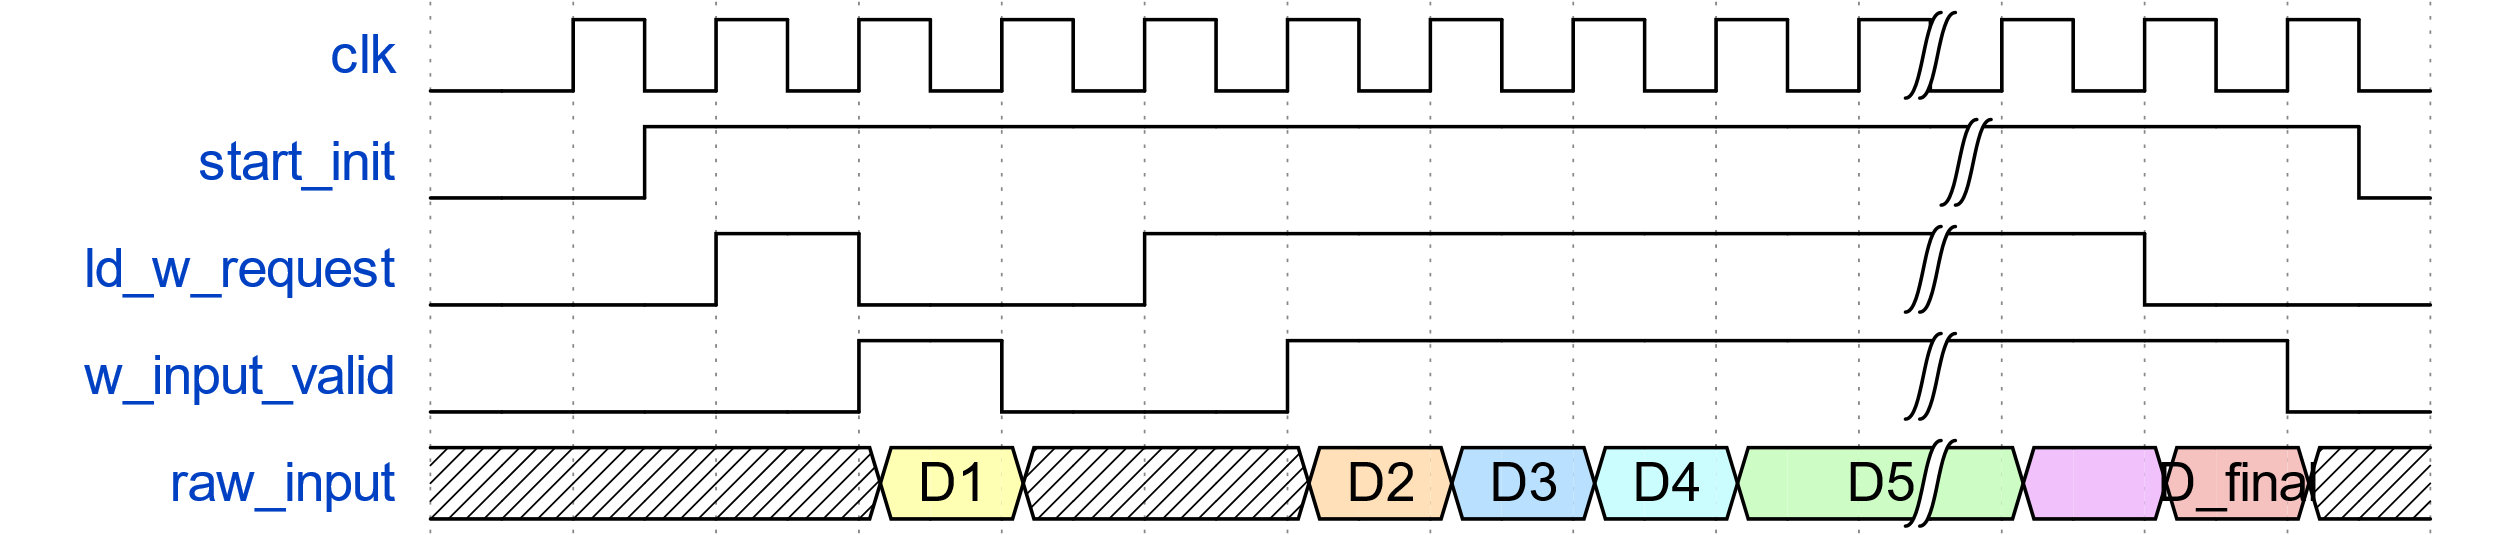 clk
start_init
ld_w_request
w_input_valid
raw_input D1 D2 D3 D4 D5 D_final